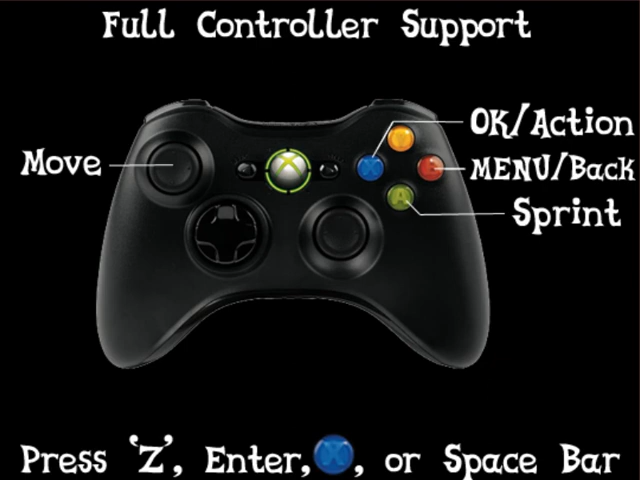 Full Controller Support
OK/Action
Move
MENU/Back
Sprint
X
B
A
Press 'Z', Enter, X, or Space Bar